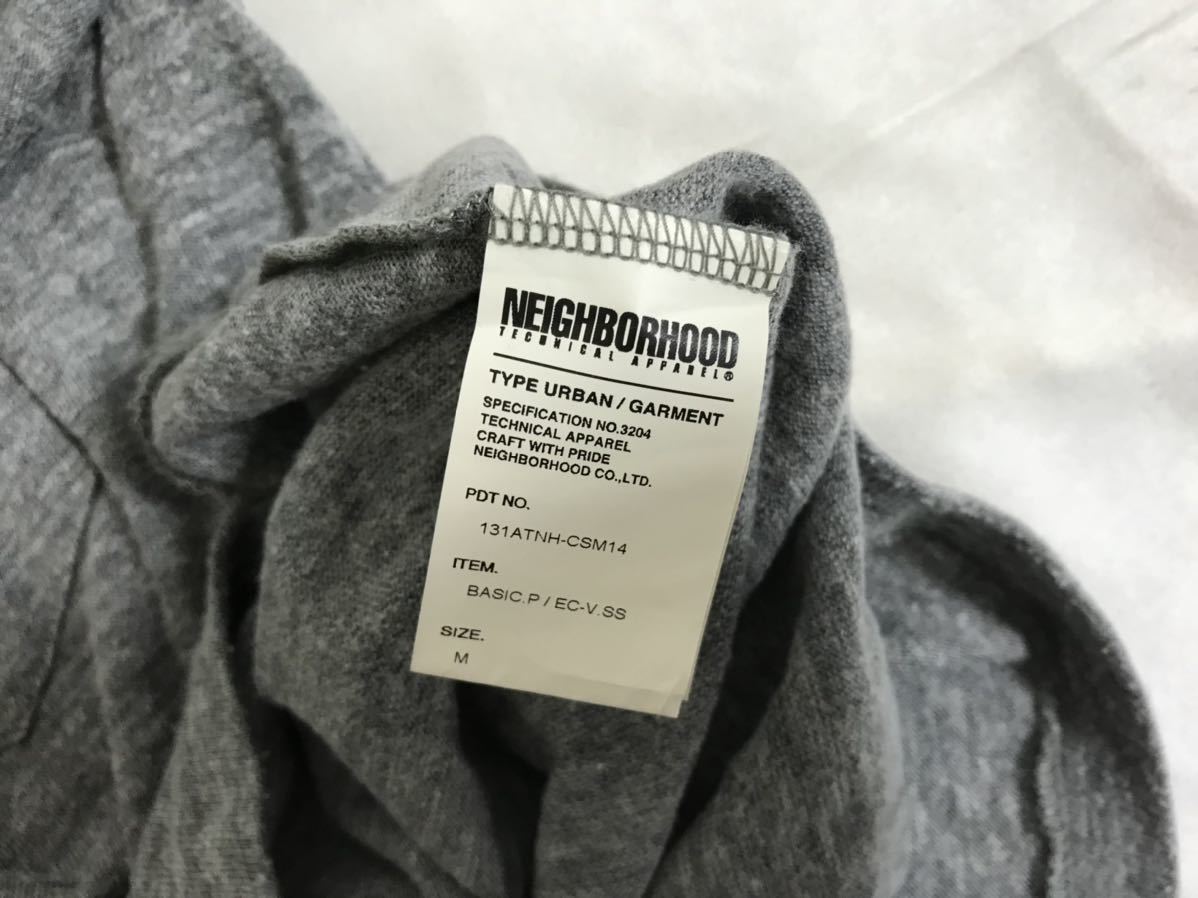 NEIGHBORHOOD
TECHNICAL APPAREL®
TYPE URBAN / GARMENT
SPECIFICATION NO.3204
TECHNICAL APPAREL
CRAFT WITH PRIDE
NEIGHBORHOOD CO.,LTD.
PDT NO.
131ATNH-CSM14
ITEM.
BASIC.P / EC-V.SS
SIZE.
M